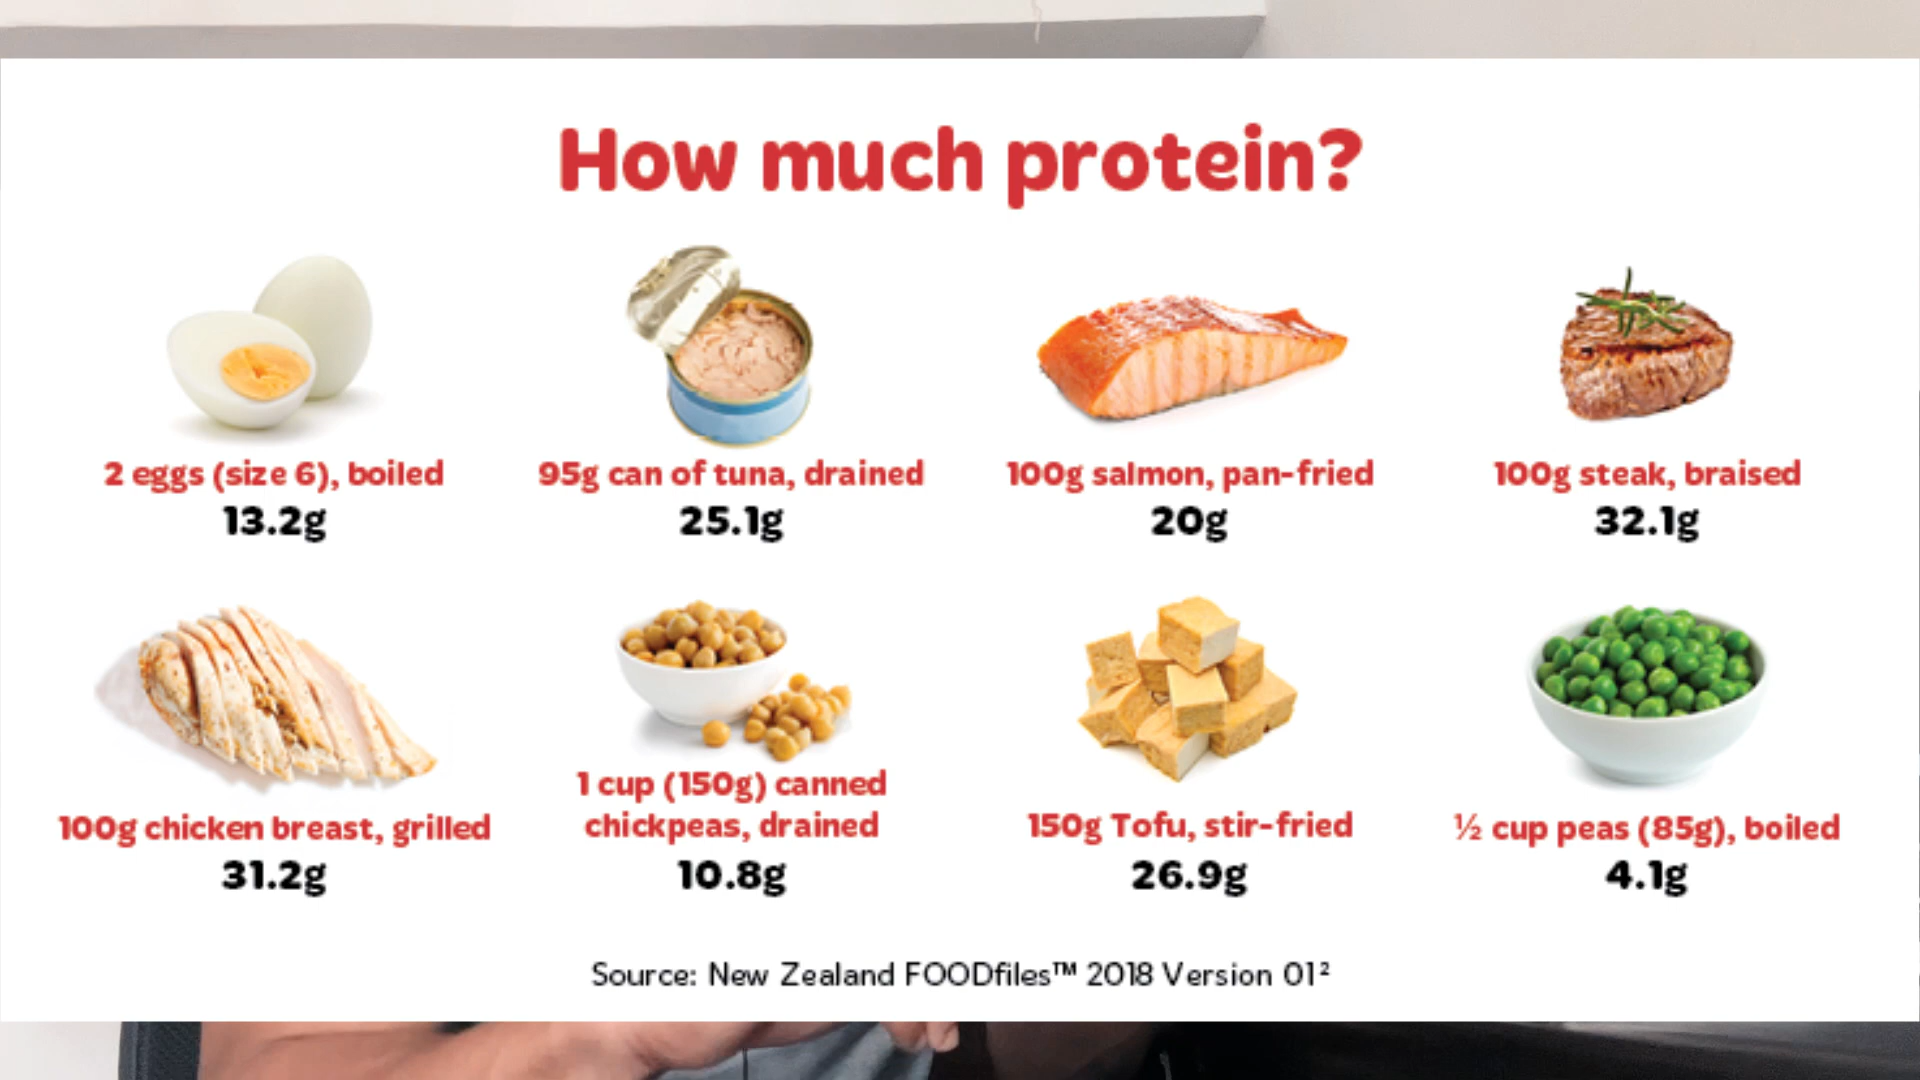 How much protein?
2 eggs (size 6), boiled
13.2g
95g can of tuna, drained
25.1g
100g salmon, pan-fried
20g
100g steak, braised
32.1g
100g chicken breast, grilled
31.2g
1 cup (150g) canned
chickpeas, drained
10.8g
150g Tofu, stir-fried
26.9g
½ cup peas (85g), boiled
4.1g
Source: New Zealand FOODfiles™ 2018 Version 01²